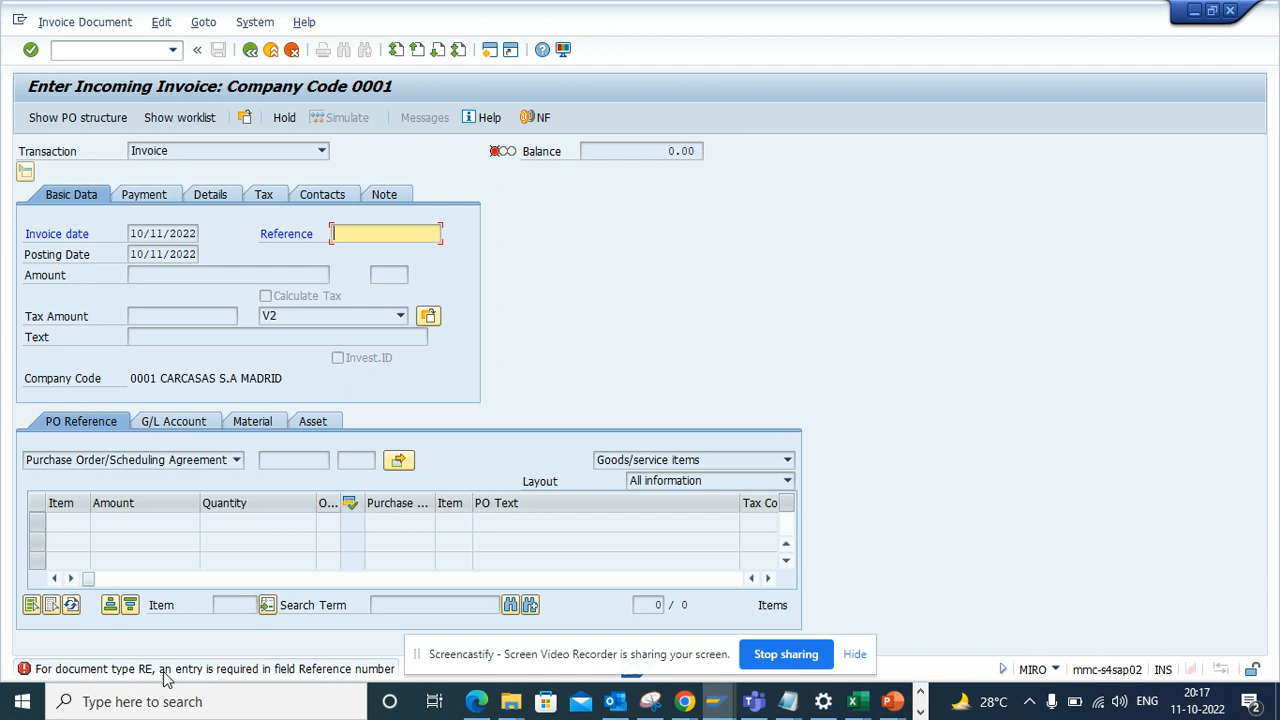 Invoice Document Edit Goto System Help
Enter Incoming Invoice: Company Code 0001
Show PO structure Show worklist Hold Simulate Messages Help NF
Transaction Invoice Balance 0.00
Basic Data Payment Details Tax Contacts Note
Invoice date 10/11/2022 Reference
Posting Date 10/11/2022
Amount
Calculate Tax
Tax Amount V2
Text
Invest.ID
Company Code 0001 CARCASAS S.A MADRID
PO Reference G/L Account Material Asset
Purchase Order/Scheduling Agreement Goods/service items
Layout All information
Item Amount Quantity O... Purchase ... Item PO Text Tax Co
Item Search Term 0 / 0 Items
Screencastify - Screen Video Recorder is sharing your screen. Stop sharing Hide
For document type RE, an entry is required in field Reference number MIRO mmc-s4sap02 INS
Type here to search 28°C ENG 20:17 11-10-2022 2